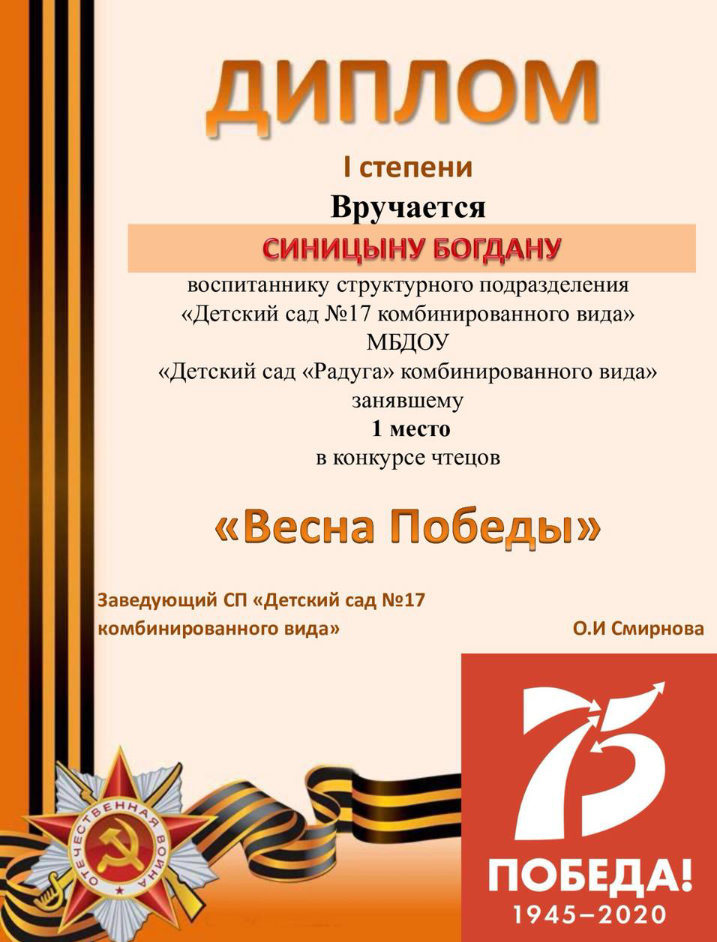 ДИПЛОМ
I степени
Вручается
СИНИЦЫНУ БОГДАНУ
воспитаннику структурного подразделения
«Детский сад №17 комбинированного вида»
МБДОУ
«Детский сад «Радуга» комбинированного вида»
занявшему
1 место
в конкурсе чтецов
«Весна Победы»
Заведующий СП «Детский сад №17
комбинированного вида» О.И Смирнова
ОТЕЧЕСТВЕННАЯ ВОЙНА
75
ПОБЕДА!
1945–2020